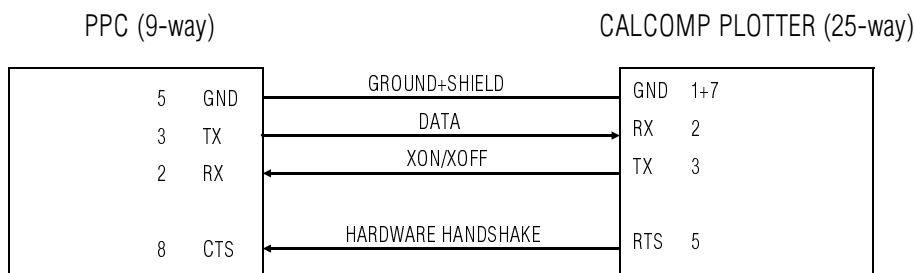 PPC (9-way) CALCOMP PLOTTER (25-way)
5 GND GROUND+SHIELD GND 1+7
3 TX DATA RX 2
2 RX XON/XOFF TX 3
8 CTS HARDWARE HANDSHAKE RTS 5